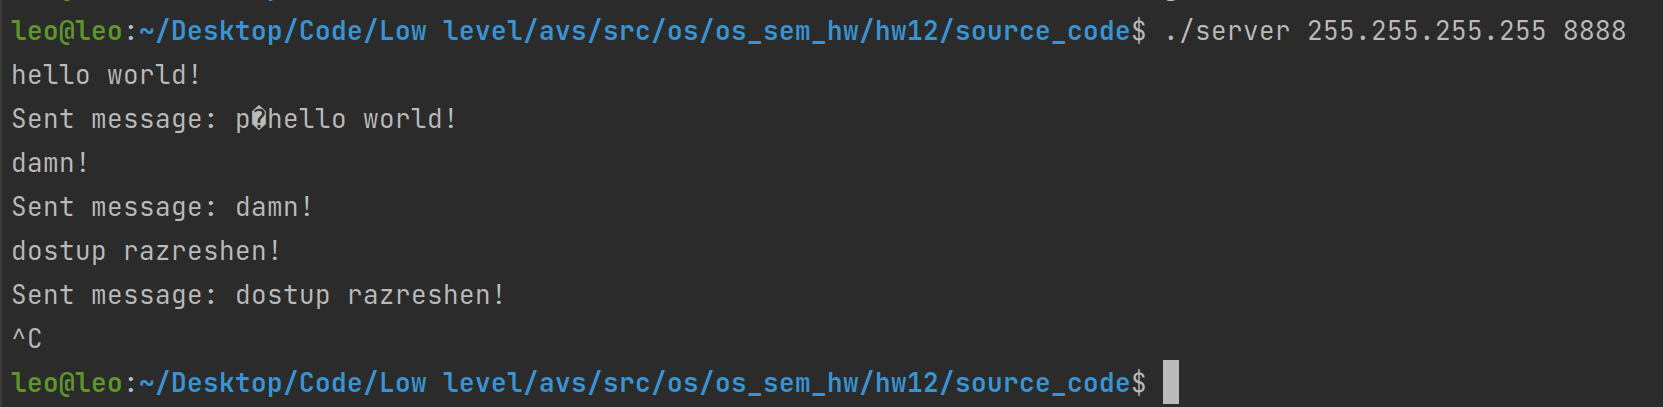 leo@leo:~/Desktop/Code/Low level/avs/src/os/os_sem_hw/hw12/source_code$ ./server 255.255.255.255 8888
hello world!
Sent message: p�hello world!
damn!
Sent message: damn!
dostup razreshen!
Sent message: dostup razreshen!
^C
leo@leo:~/Desktop/Code/Low level/avs/src/os/os_sem_hw/hw12/source_code$